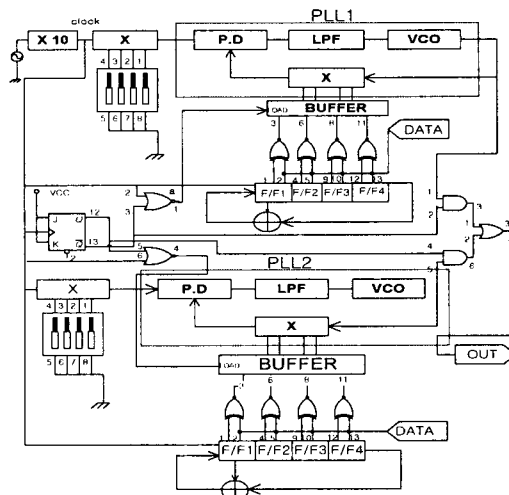 PLL1
clock
X 10
X
P.D
LPF
VCO
4 3 2 1
5 6 7 8
X
LOAD
BUFFER
3 6 8 11
DATA
1 2 4 5 9 10 12 13
F/F1 F/F2 F/F3 F/F4
VCC
2
3
1
J Q 12
K Q 13
2
5
6
4
1
2
3
4
5
6
1
2
3
PLL2
X
P.D
LPF
VCO
4 3 2 1
5 6 7 8
X
LOAD
BUFFER
OUT
6 8 11
DATA
1 2 4 5 9 10 12 13
F/F1 F/F2 F/F3 F/F4